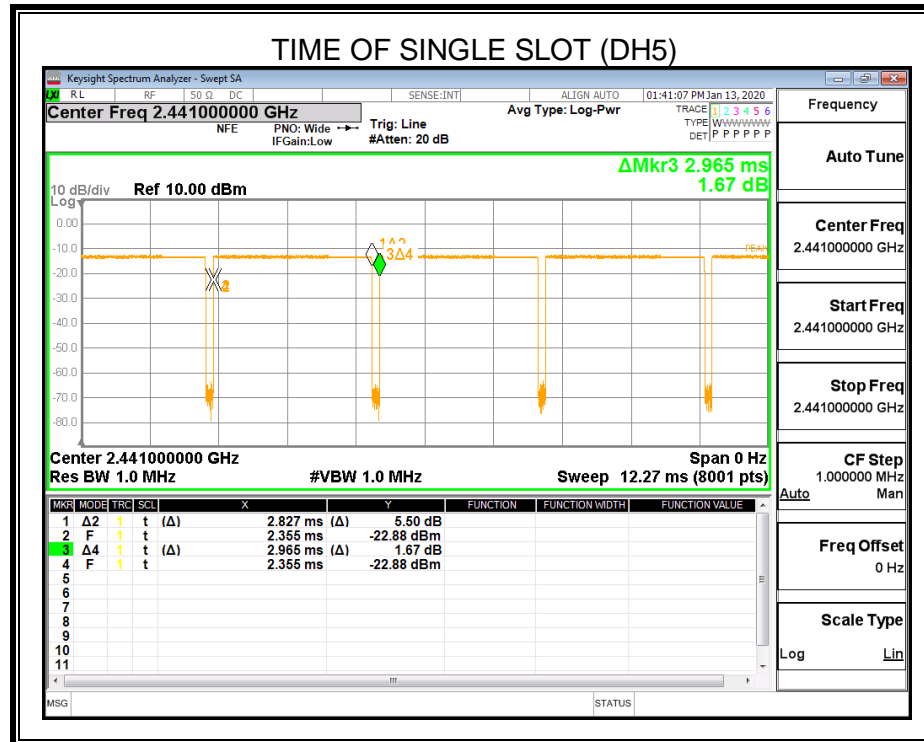 TIME OF SINGLE SLOT (DH5)
Keysight Spectrum Analyzer - Swept SA
RL RF 50 Ω DC SENSE:INT ALIGN AUTO 01:41:07 PM Jan 13, 2020
Center Freq 2.441000000 GHz
NFE PNO: Wide Trig: Line
IFGain:Low #Atten: 20 dB
Avg Type: Log-Pwr
TRACE 1 2 3 4 5 6
TYPE WWWWWWW
DET P P P P P P
ΔMkr3 2.965 ms
1.67 dB
10 dB/div Ref 10.00 dBm
Log
0.00
-10.0
-20.0
-30.0
-40.0
-50.0
-60.0
-70.0
-80.0
1Δ2
3Δ4
PEAK
Center 2.441000000 GHz Span 0 Hz
Res BW 1.0 MHz #VBW 1.0 MHz Sweep 12.27 ms (8001 pts)
MKR MODE TRC SCL X Y FUNCTION FUNCTION WIDTH FUNCTION VALUE
1 Δ2 1 t (Δ) 2.827 ms (Δ) 5.50 dB
2 F 1 t 2.355 ms -22.88 dBm
3 Δ4 1 t (Δ) 2.965 ms (Δ) 1.67 dB
4 F 1 t 2.355 ms -22.88 dBm
5
6
7
8
9
10
11
MSG STATUS
Frequency
Auto Tune
Center Freq
2.441000000 GHz
Start Freq
2.441000000 GHz
Stop Freq
2.441000000 GHz
CF Step
1.000000 MHz
Auto Man
Freq Offset
0 Hz
Scale Type
Log Lin